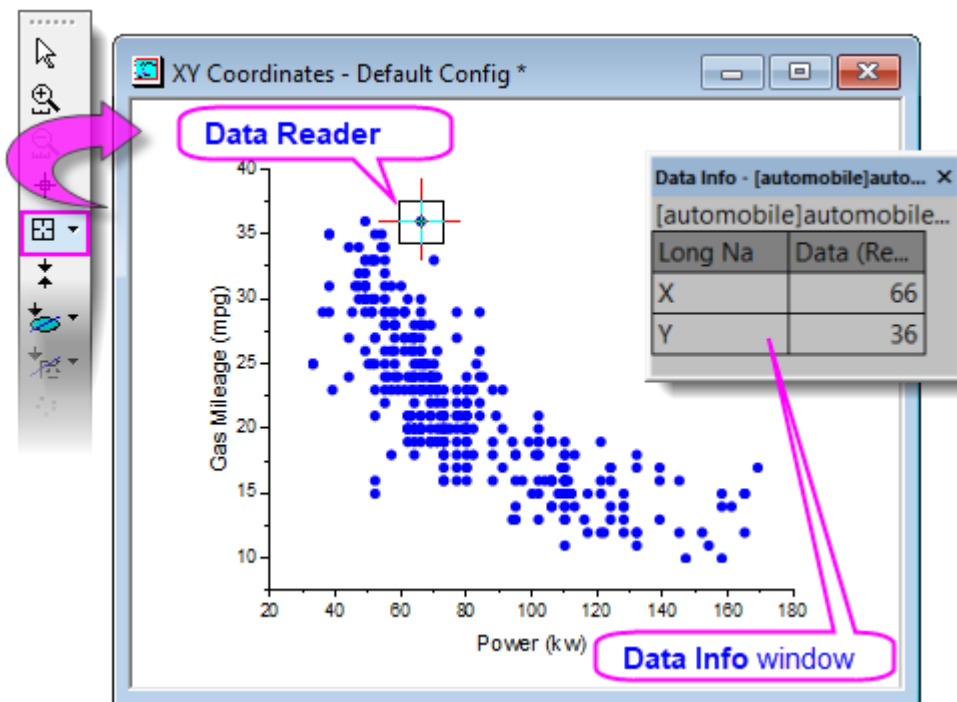 XY Coordinates - Default Config *
Data Reader
Data Info - [automobile]auto...
[automobile]automobile...
Long Na Data (Re...
X 66
Y 36
40
35
30
25
20
15
10
Gas Mileage (mpg)
20 40 60 80 100 120 140 160 180
Power (kw)
Data Info window